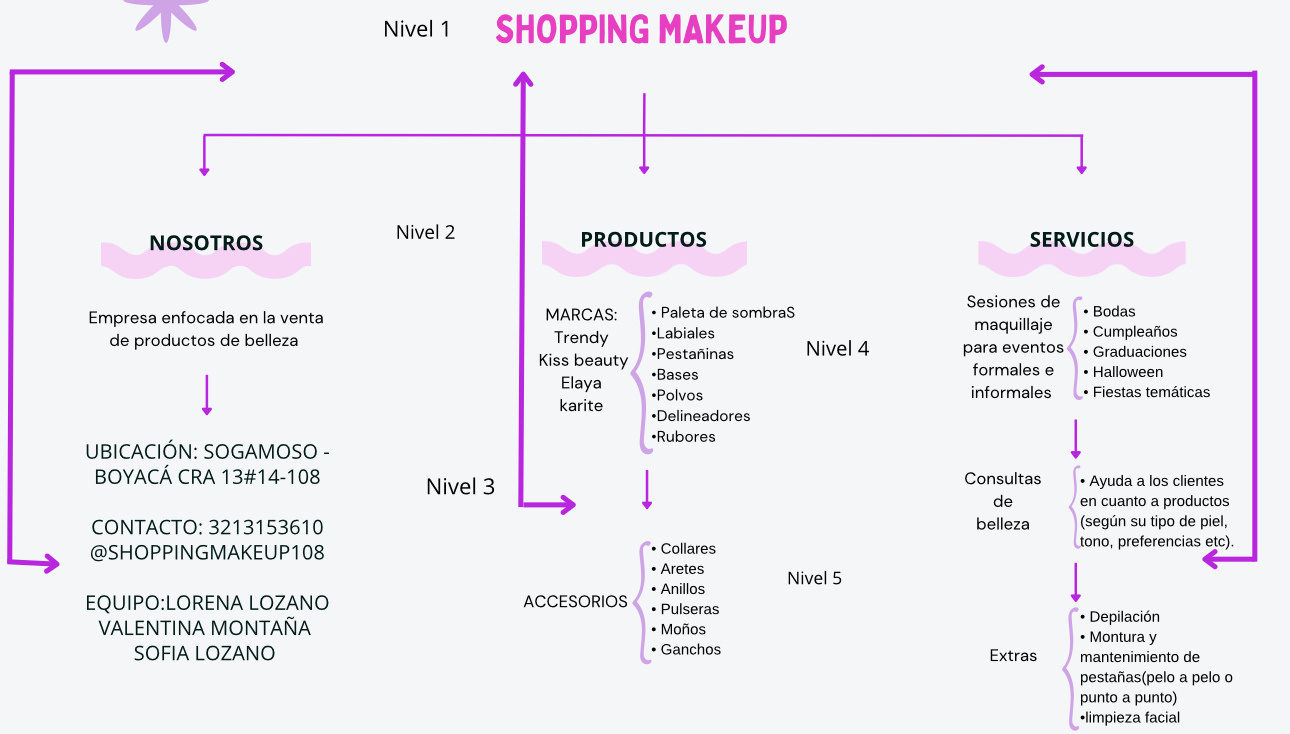 Nivel 1
SHOPPING MAKEUP
NOSOTROS
Empresa enfocada en la venta
de productos de belleza
UBICACIÓN: SOGAMOSO -
BOYACÁ CRA 13#14-108
CONTACTO: 3213153610
@SHOPPINGMAKEUP108
EQUIPO:LORENA LOZANO
VALENTINA MONTAÑA
SOFIA LOZANO
Nivel 2
Nivel 3
PRODUCTOS
MARCAS:
Trendy
Kiss beauty
Elaya
karite
• Paleta de sombraS
•Labiales
•Pestañinas
•Bases
•Polvos
•Delineadores
•Rubores
Nivel 4
ACCESORIOS
• Collares
• Aretes
• Anillos
• Pulseras
• Moños
• Ganchos
Nivel 5
SERVICIOS
Sesiones de
maquillaje
para eventos
formales e
informales
• Bodas
• Cumpleaños
• Graduaciones
• Halloween
• Fiestas temáticas
Consultas
de
belleza
• Ayuda a los clientes
en cuanto a productos
(según su tipo de piel,
tono, preferencias etc).
Extras
• Depilación
• Montura y
mantenimiento de
pestañas(pelo a pelo o
punto a punto)
•limpieza facial